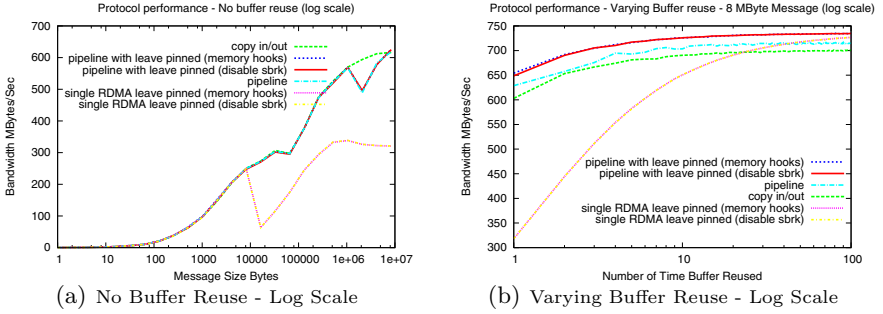 Protocol performance - No buffer reuse (log scale)
700
600
500
400
300
200
100
0
Bandwidth MBytes/Sec
copy in/out
pipeline with leave pinned (memory hooks)
pipeline with leave pinned (disable sbrk)
pipeline
single RDMA leave pinned (memory hooks)
single RDMA leave pinned (disable sbrk)
1 10 100 1000 10000 100000 1e+06 1e+07
Message Size Bytes
(a) No Buffer Reuse - Log Scale
Protocol performance - Varying Buffer reuse - 8 MByte Message (log scale)
750
700
650
600
550
500
450
400
350
300
Bandwidth MBytes/Sec
pipeline with leave pinned (memory hooks)
pipeline with leave pinned (disable sbrk)
pipeline
copy in/out
single RDMA leave pinned (memory hooks)
single RDMA leave pinned (disable sbrk)
1 10 100
Number of Time Buffer Reused
(b) Varying Buffer Reuse - Log Scale